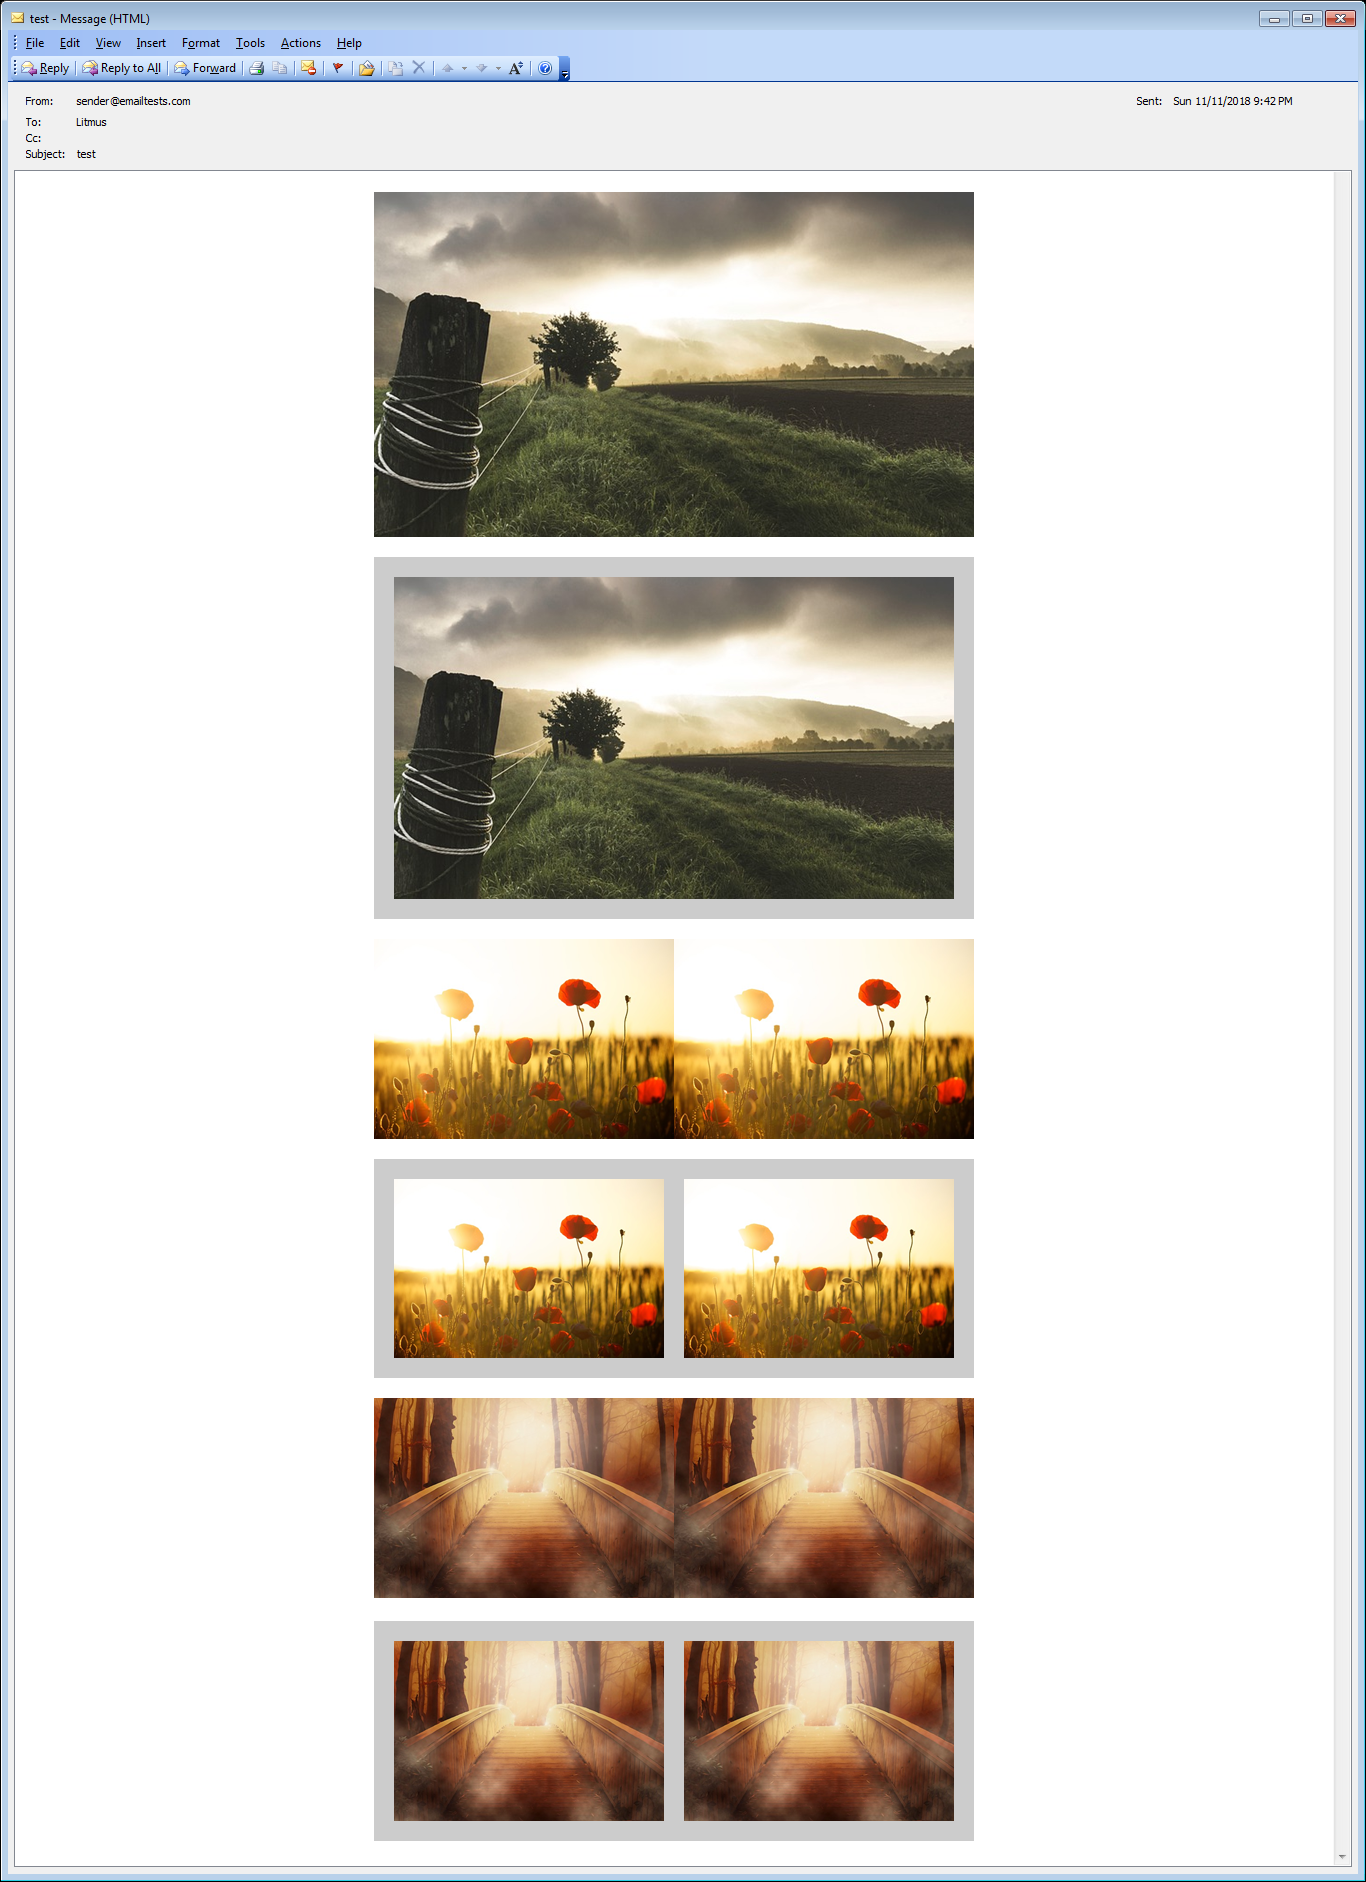 test - Message (HTML)
File Edit View Insert Format Tools Actions Help
Reply Reply to All Forward
From: sender@emailtests.com Sent: Sun 11/11/2018 9:42 PM
To: Litmus
Cc:
Subject: test